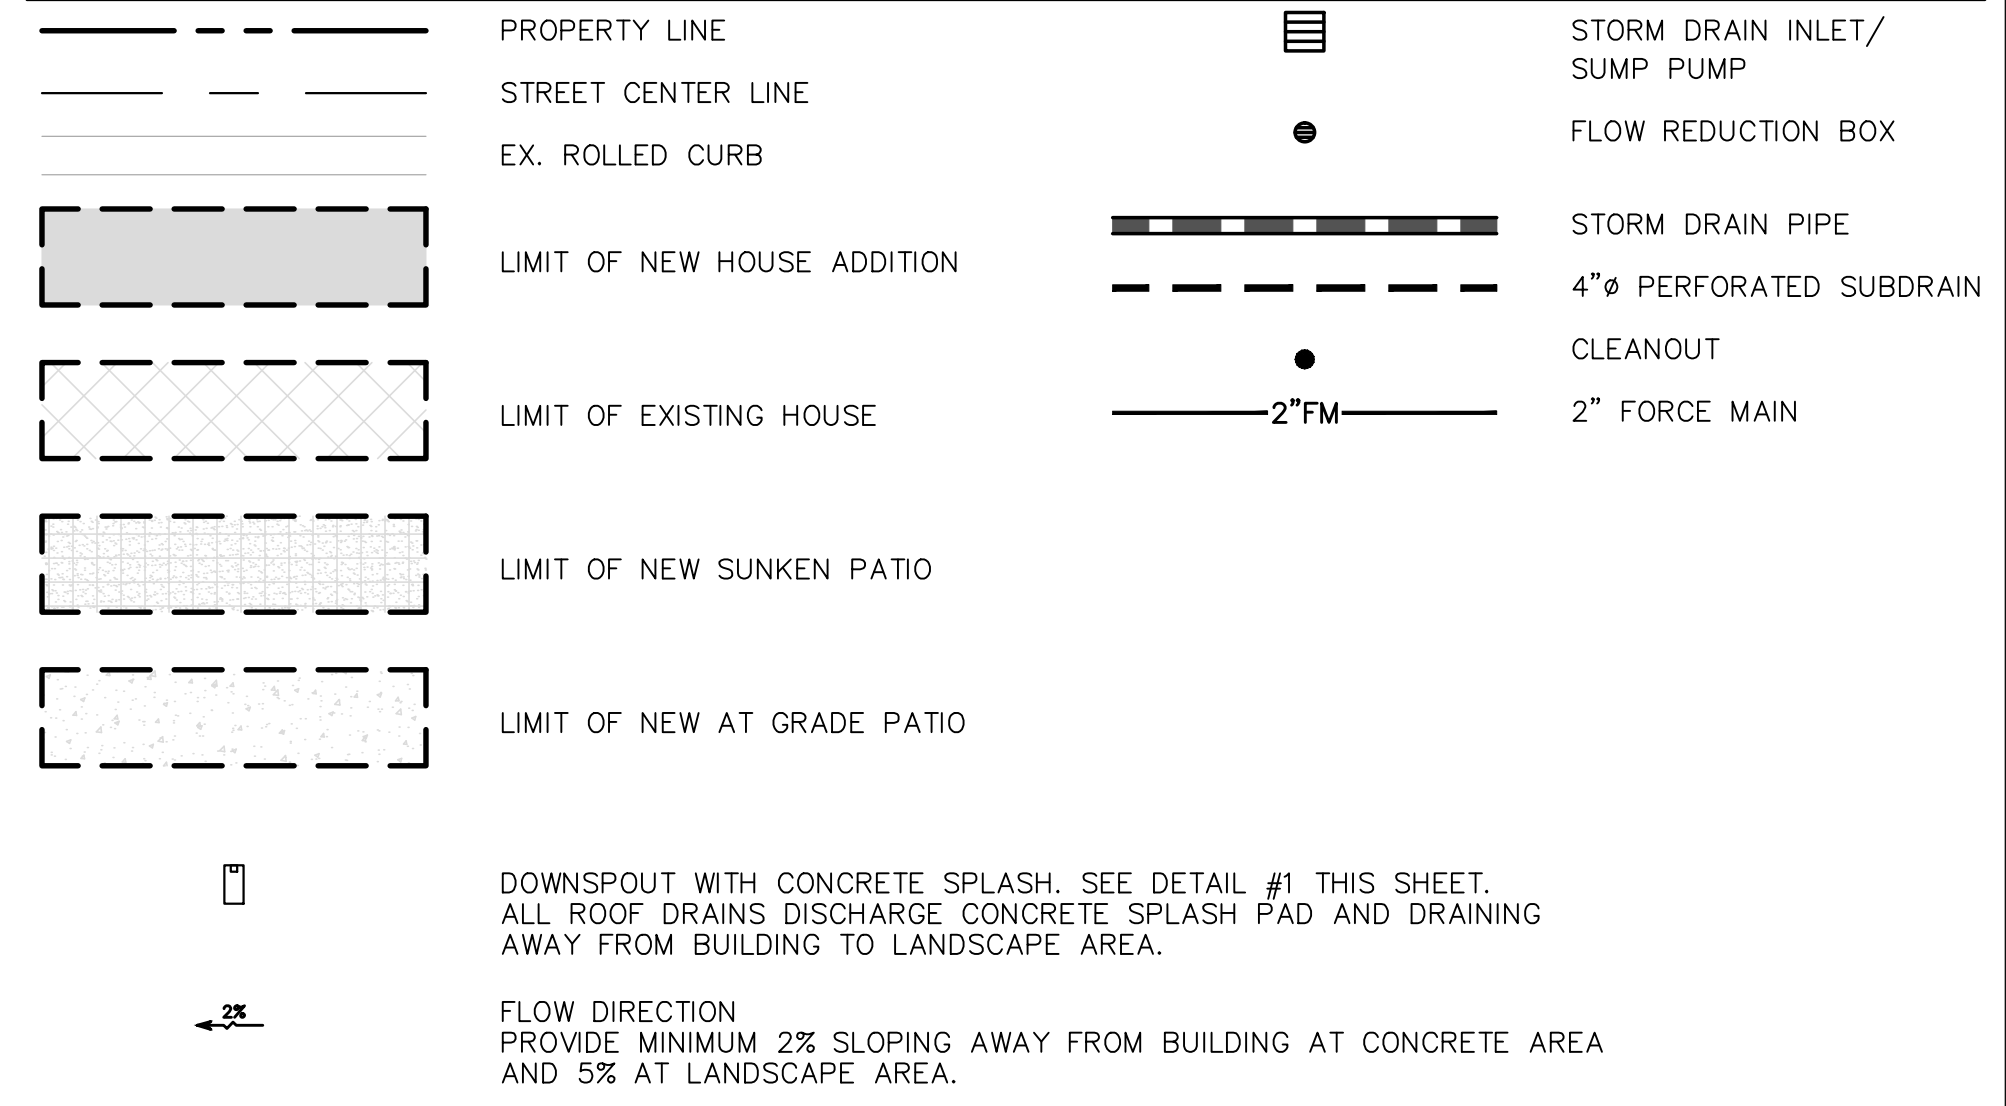 PROPERTY LINE
STREET CENTER LINE
EX. ROLLED CURB
LIMIT OF NEW HOUSE ADDITION
LIMIT OF EXISTING HOUSE
LIMIT OF NEW SUNKEN PATIO
LIMIT OF NEW AT GRADE PATIO
STORM DRAIN INLET/
SUMP PUMP
FLOW REDUCTION BOX
STORM DRAIN PIPE
4"ø PERFORATED SUBDRAIN
CLEANOUT
2"FM
2" FORCE MAIN
DOWNSPOUT WITH CONCRETE SPLASH. SEE DETAIL #1 THIS SHEET.
ALL ROOF DRAINS DISCHARGE CONCRETE SPLASH PAD AND DRAINING
AWAY FROM BUILDING TO LANDSCAPE AREA.
2%
FLOW DIRECTION
PROVIDE MINIMUM 2% SLOPING AWAY FROM BUILDING AT CONCRETE AREA
AND 5% AT LANDSCAPE AREA.